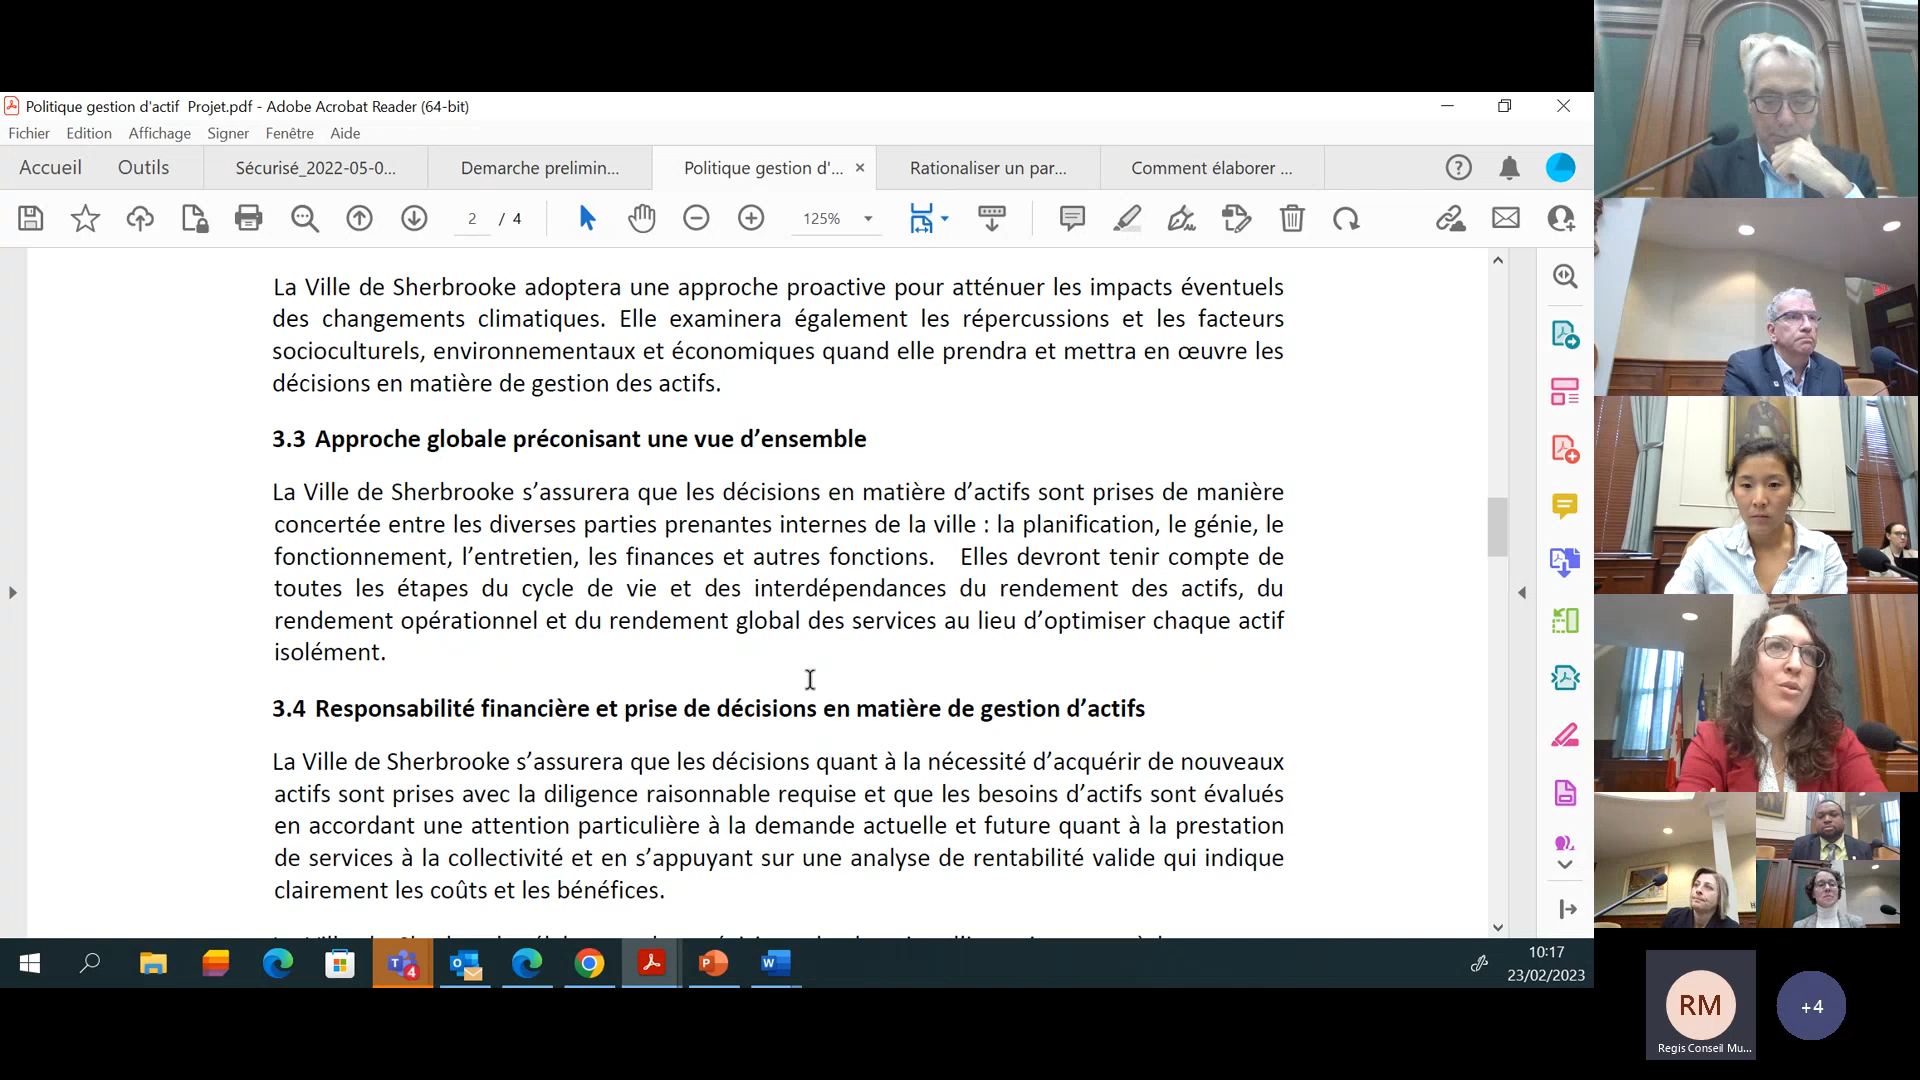 Politique gestion d'actif  Projet.pdf - Adobe Acrobat Reader (64-bit)
Fichier Edition Affichage Signer Fenêtre Aide
Accueil Outils Sécurisé_2022-05-0... Demarche prelimin... Politique gestion d'... × Rationaliser un par... Comment élaborer ...
2 / 4 125%
La Ville de Sherbrooke adoptera une approche proactive pour atténuer les impacts éventuels
des changements climatiques. Elle examinera également les répercussions et les facteurs
socioculturels, environnementaux et économiques quand elle prendra et mettra en œuvre les
décisions en matière de gestion des actifs.
3.3 Approche globale préconisant une vue d’ensemble
La Ville de Sherbrooke s’assurera que les décisions en matière d’actifs sont prises de manière
concertée entre les diverses parties prenantes internes de la ville : la planification, le génie, le
fonctionnement, l’entretien, les finances et autres fonctions.   Elles devront tenir compte de
toutes les étapes du cycle de vie et des interdépendances du rendement des actifs, du
rendement opérationnel et du rendement global des services au lieu d’optimiser chaque actif
isolément.
3.4 Responsabilité financière et prise de décisions en matière de gestion d’actifs
La Ville de Sherbrooke s’assurera que les décisions quant à la nécessité d’acquérir de nouveaux
actifs sont prises avec la diligence raisonnable requise et que les besoins d’actifs sont évalués
en accordant une attention particulière à la demande actuelle et future quant à la prestation
de services à la collectivité et en s’appuyant sur une analyse de rentabilité valide qui indique
clairement les coûts et les bénéfices.
4
10:17
23/02/2023
RM
+4
Regis Conseil Mu...